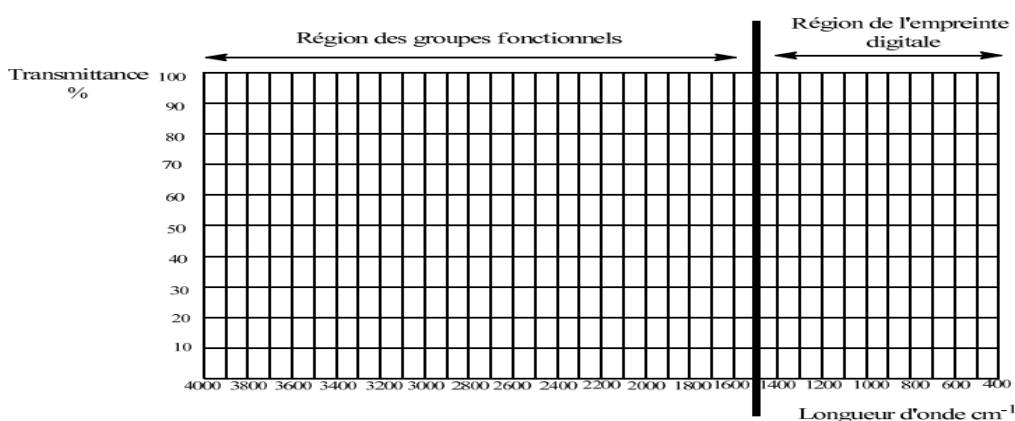 Région des groupes fonctionnels
Région de l'empreinte
digitale
Transmittance
%
100
90
80
70
60
50
40
30
20
10
4000 3800 3600 3400 3200 3000 2800 2600 2400 2200 2000 1800 1600 1400 1200 1000 800 600 400
Longueur d'onde cm-1